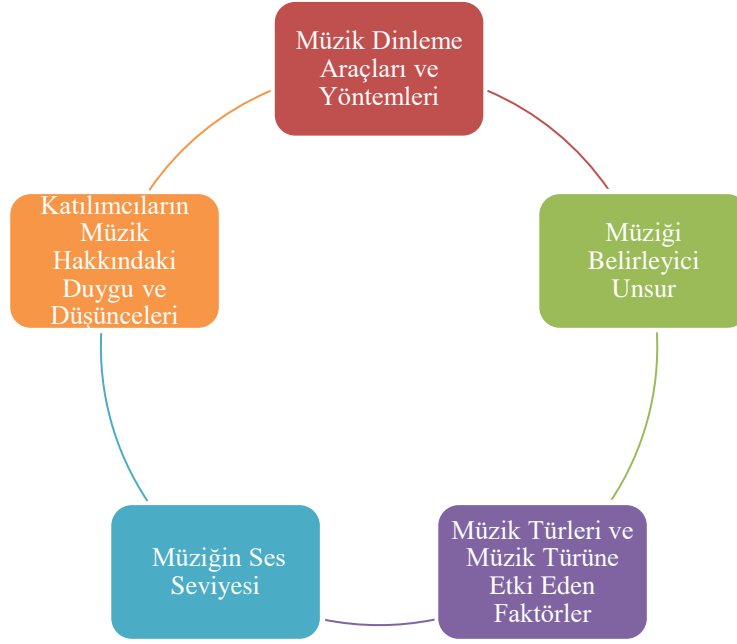 Müzik Dinleme
Araçları ve
Yöntemleri
Müziği
Belirleyici
Unsur
Müzik Türleri ve
Müzik Türüne
Etki Eden
Faktörler
Müziğin Ses
Seviyesi
Katılımcıların
Müzik
Hakkındaki
Duygu ve
Düşünceleri